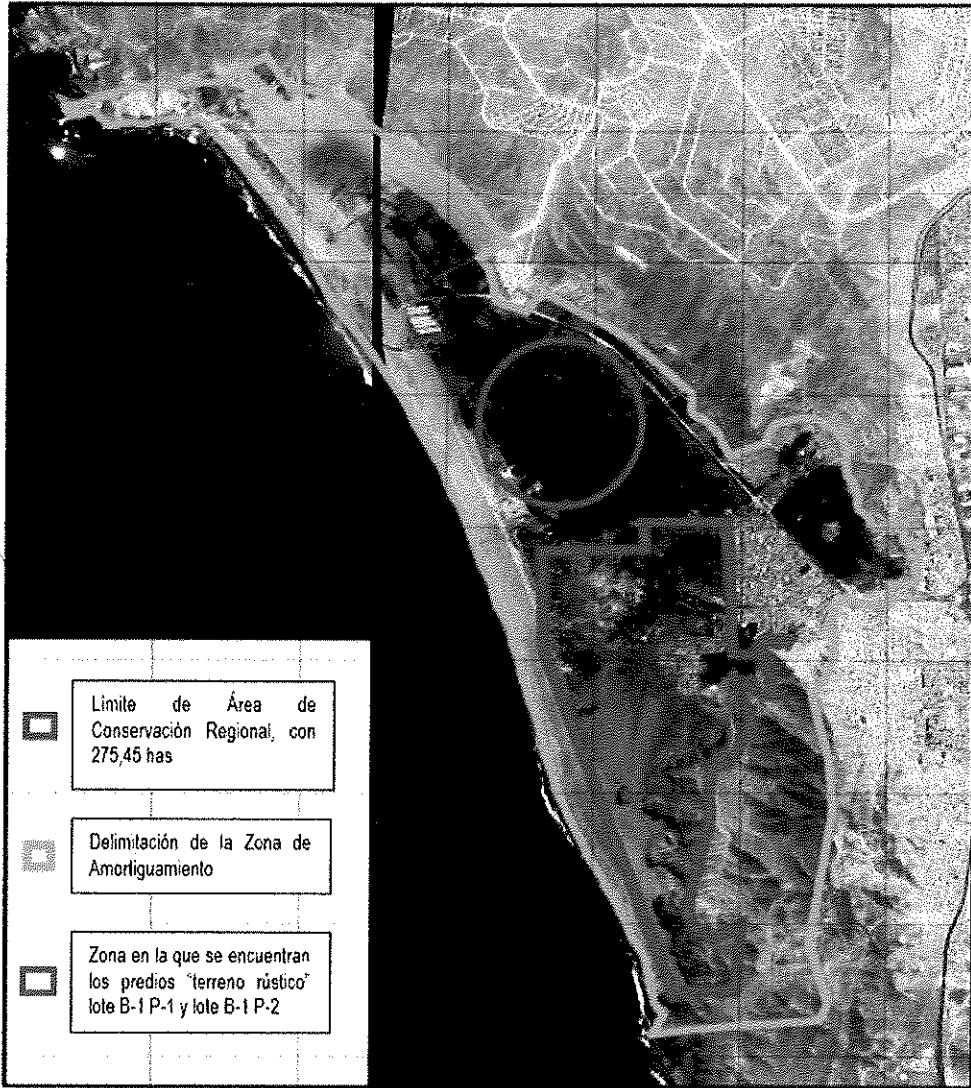 Límite de Área de
Conservación Regional, con
275,45 has
Delimitación de la Zona de
Amortiguamiento
Zona en la que se encuentran
los predios "terreno rústico"
lote B-1 P-1 y lote B-1 P-2